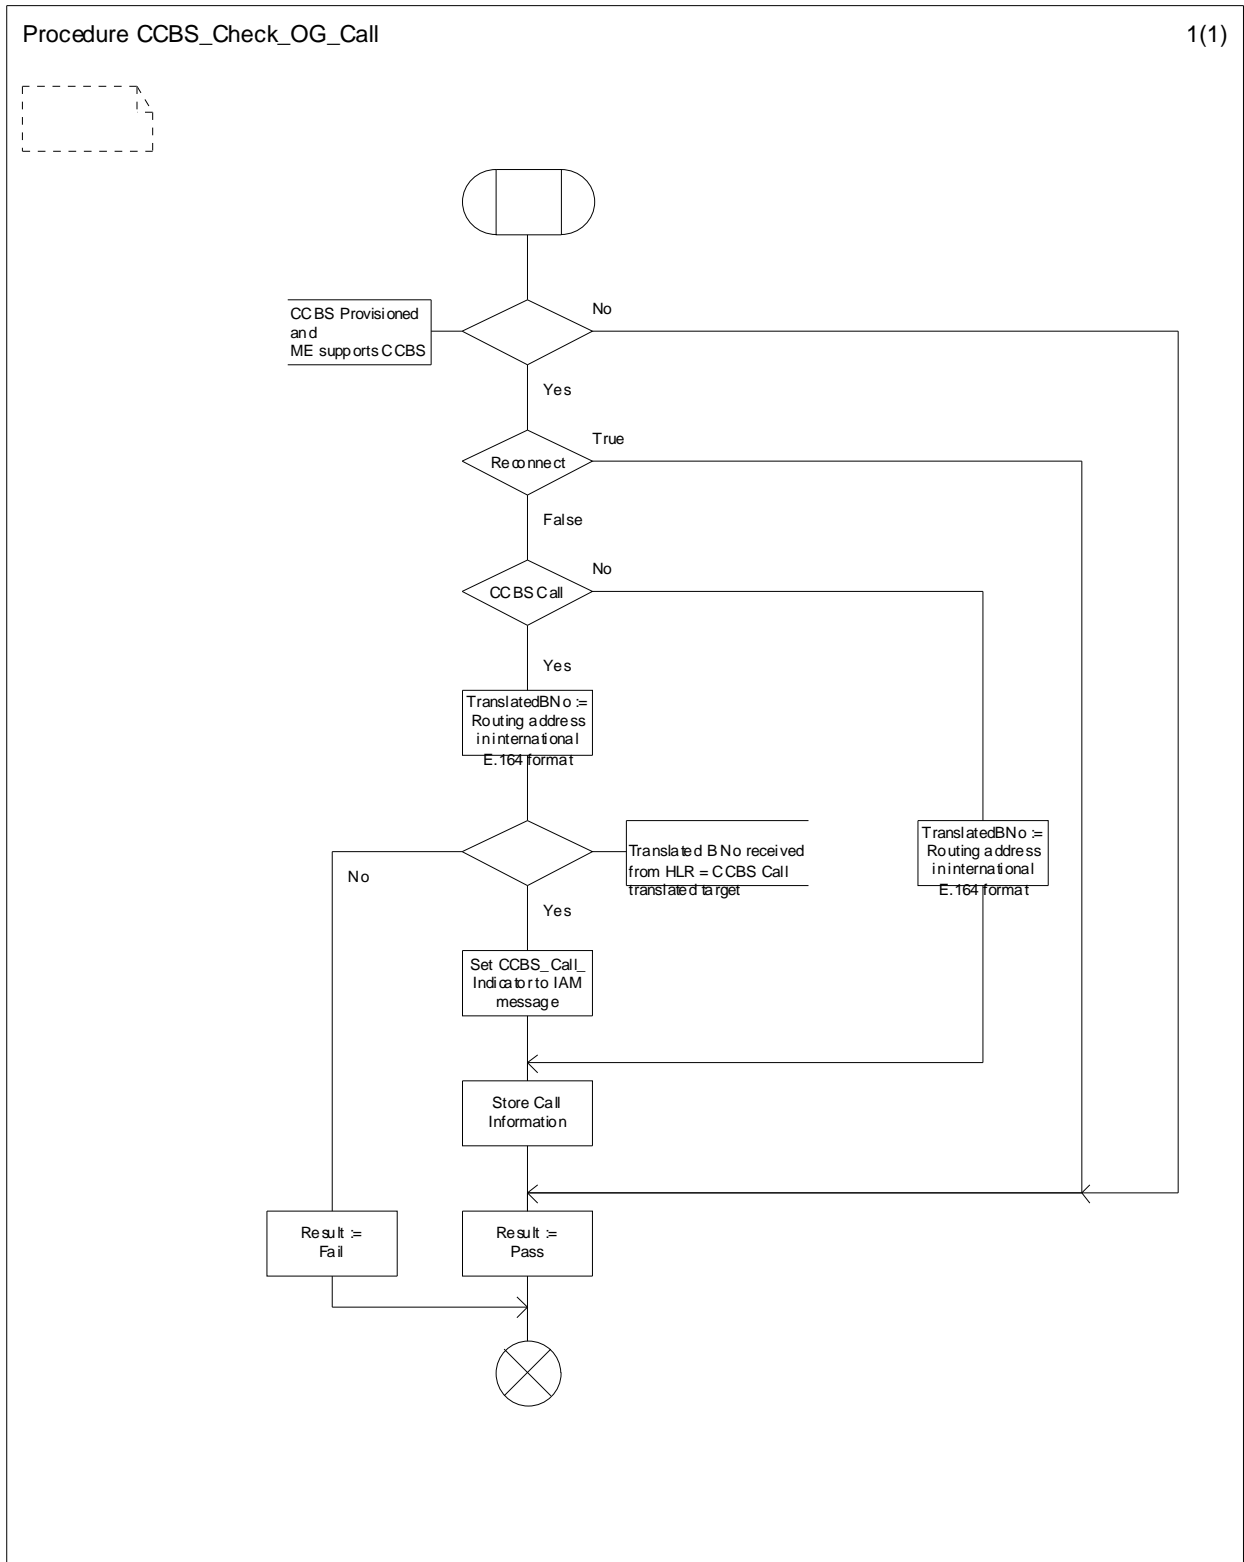 Procedure CCBS_Check_OG_Call
1(1)
CCBS Provisioned
and
ME supports CCBS
No
Yes
Reconnect
True
False
CCBS Call
No
Yes
TranslatedBNo :=
Routing address
in international
E.164 format
Translated BNo received
from HLR = CCBS Call
translated target
No
Yes
TranslatedBNo :=
Routing address
in international
E.164 format
Set CCBS_Call_
Indicator to IAM
message
Store Call
Information
Result :=
Fail
Result :=
Pass